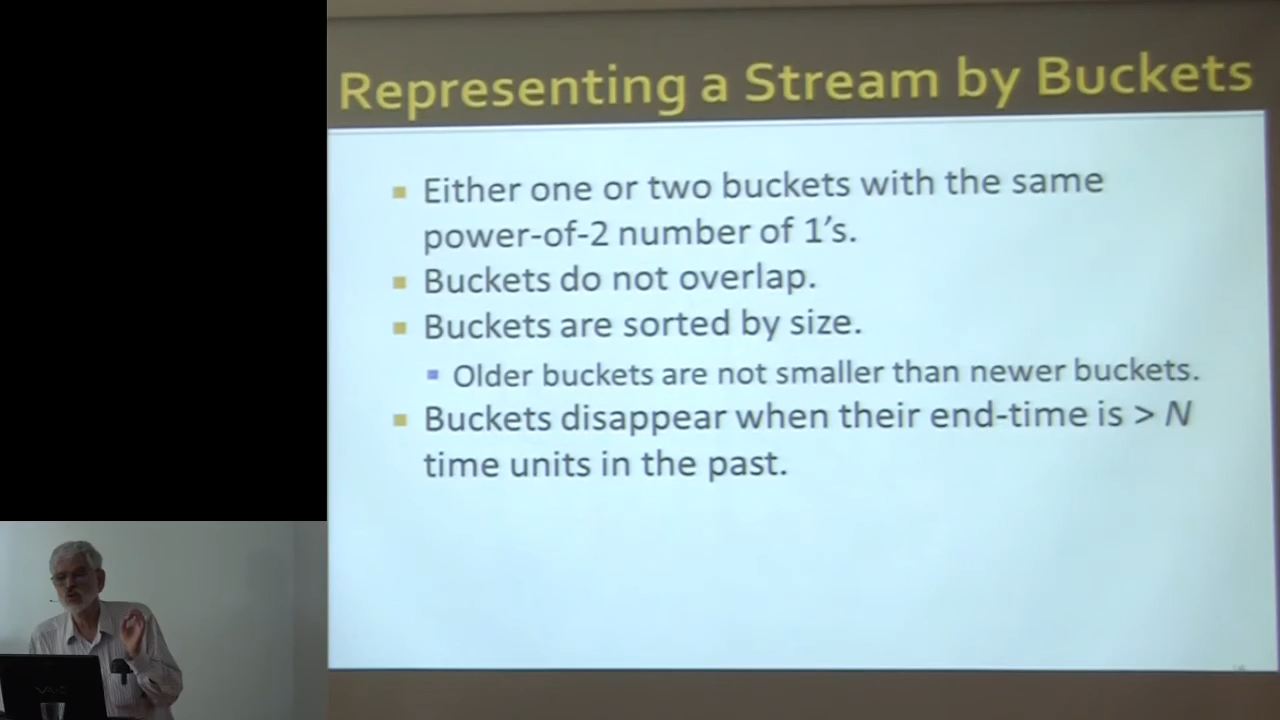 Representing a Stream by Buckets
Either one or two buckets with the same
power-of-2 number of 1's.
Buckets do not overlap.
Buckets are sorted by size.
Older buckets are not smaller than newer buckets.
Buckets disappear when their end-time is > N
time units in the past.